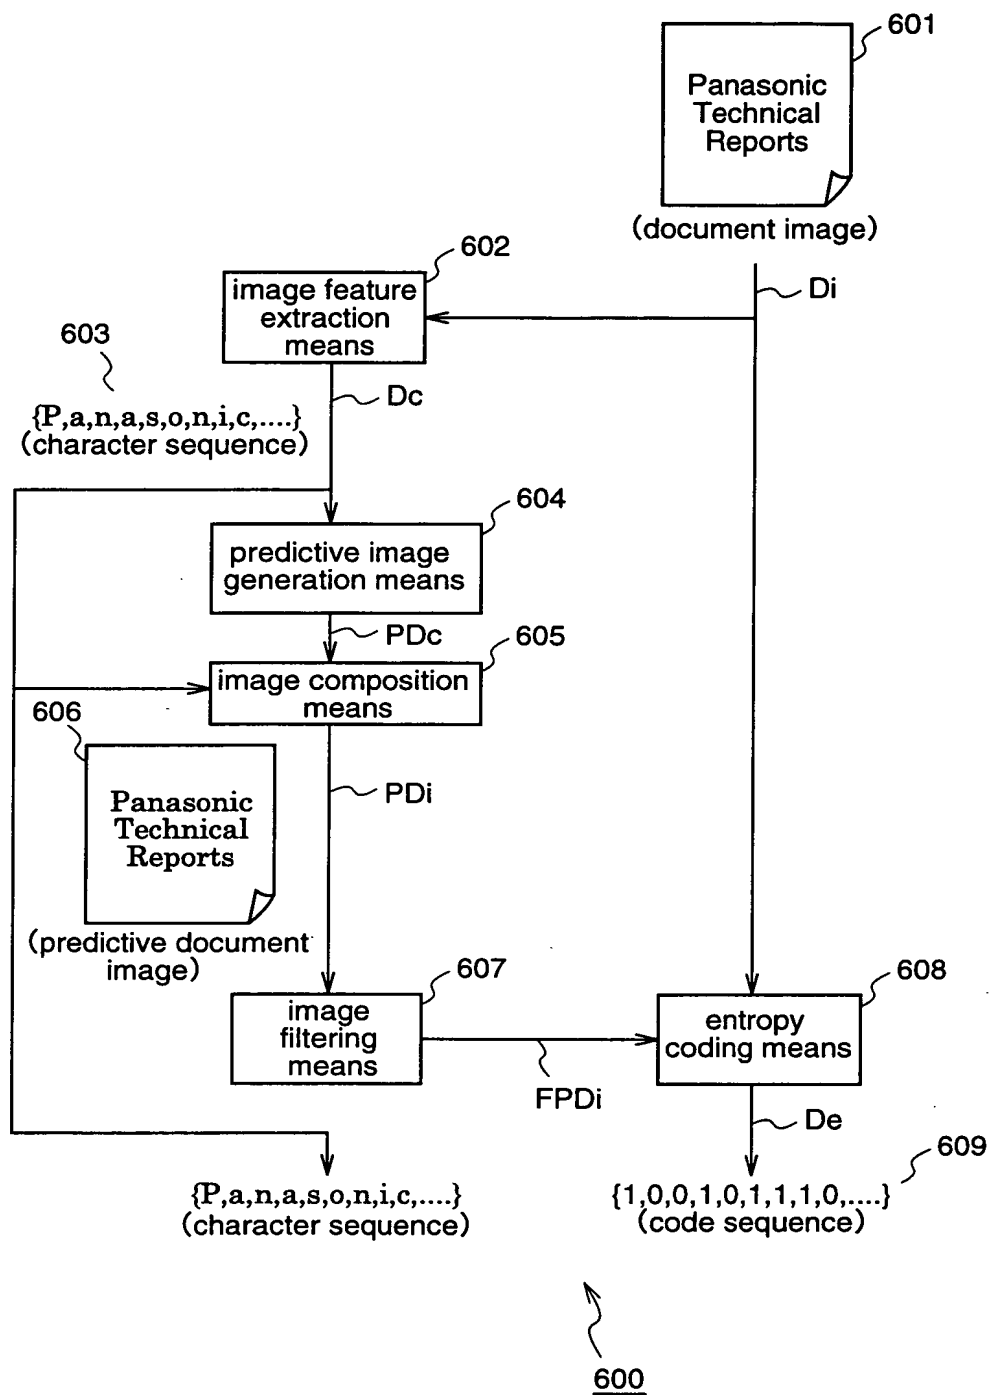 601
Panasonic
Technical
Reports
(document image)
602
Di
image feature
extraction
means
603
Dc
{P,a,n,a,s,o,n,i,c,....}
(character sequence)
604
predictive image
generation means
PDc
605
image composition
means
606
PDi
Panasonic
Technical
Reports
(predictive document
image)
607
608
image
filtering
means
entropy
coding means
FPDi
De
609
{P,a,n,a,s,o,n,i,c,....}
(character sequence)
{1,0,0,1,0,1,1,1,0,....}
(code sequence)
600